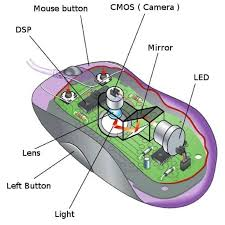 Mouse button
CMOS ( Camera )
DSP
Mirror
LED
Lens
Left Button
Light